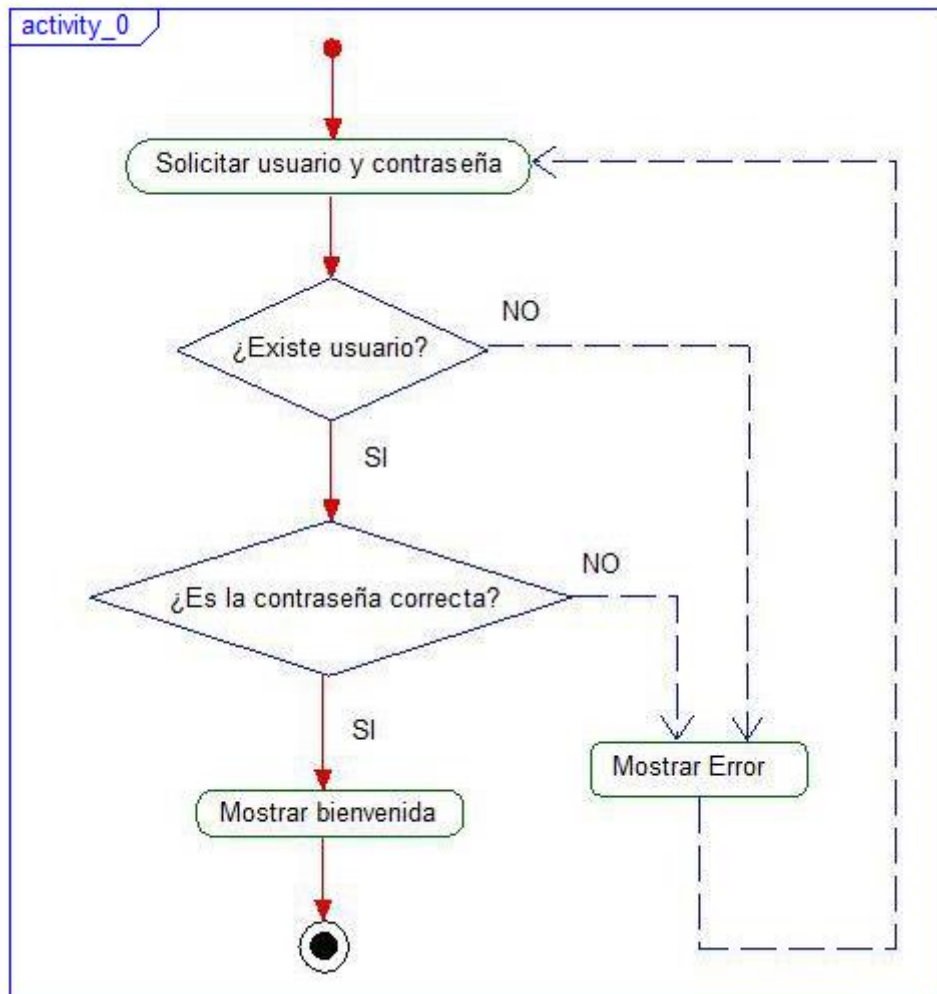 activity_0
Solicitar usuario y contraseña
NO
¿Existe usuario?
SI
NO
¿Es la contraseña correcta?
SI
Mostrar Error
Mostrar bienvenida